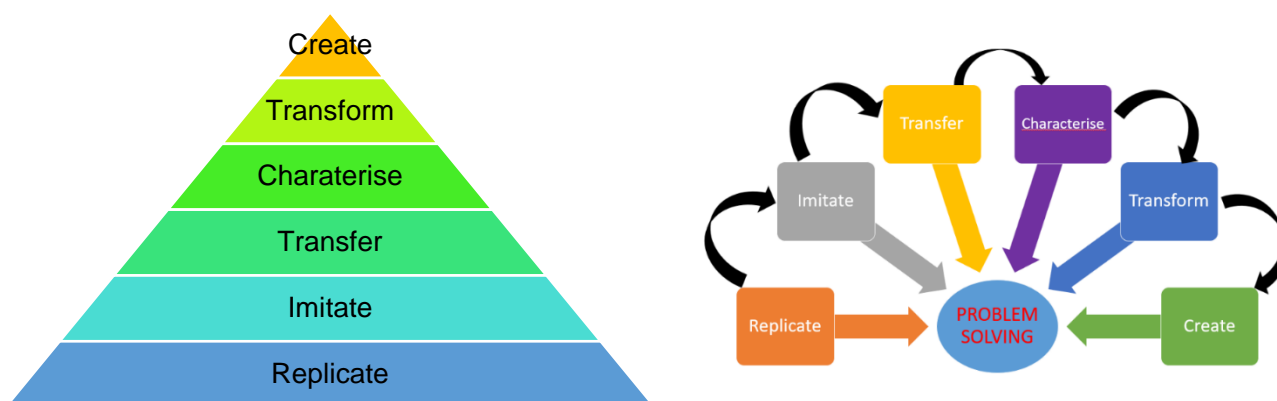 Create
Transform
Charaterise
Transfer
Imitate
Replicate
Transfer
Characterise
Imitate
Transform
Replicate
PROBLEM
SOLVING
Create